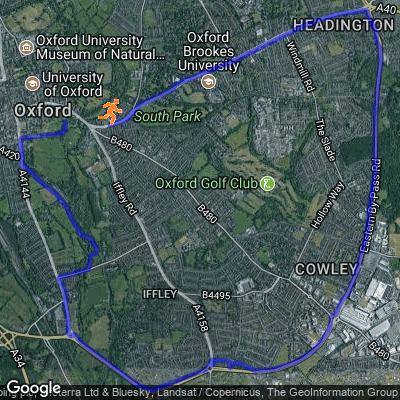 A40
HEADINGTON
Oxford University
Museum of Natural...
Oxford
Brookes
University
Windmill Rd
University
of Oxford
Oxford
South Park
The Slade
B480
A420
A4144
Iffley Rd
Oxford Golf Club
B480
Hollow Way
Eastern By-Pass Rd
COWLEY
IFFLEY
B4495
A4158
A34
B480
Google
Terra Ltd & Bluesky, Landsat / Copernicus, The GeoInformation Group